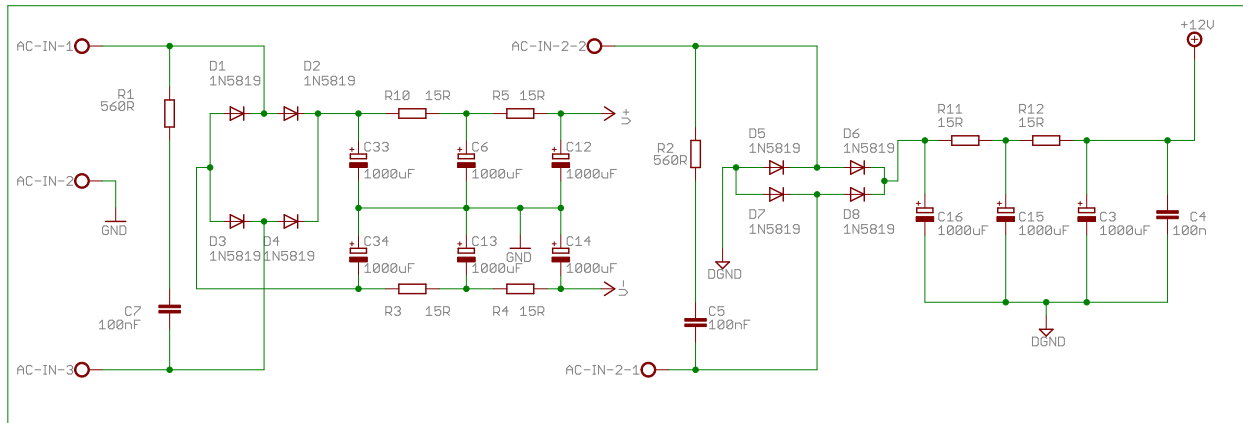 AC-IN-1
AC-IN-2-2
+12V
D1
1N5819
D2
1N5819
R1
560R
R10 15R
R5 15R
V+
R11
15R
R12
15R
D5
1N5819
D6
1N5819
R2
560R
C33
1000uF
C6
1000uF
C12
1000uF
AC-IN-2
GND
D3
1N5819
D4
1N5819
D7
1N5819
D8
1N5819
C16
1000uF
C15
1000uF
C3
1000uF
C4
100n
C34
1000uF
C13
1000uF
GND
C14
1000uF
DGND
V-
R3 15R
R4 15R
C7
100nF
C5
100nF
DGND
AC-IN-3
AC-IN-2-1